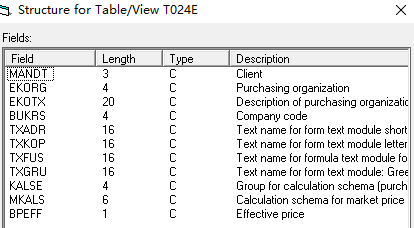 Structure for Table/View T024E
Fields:
Field Length Type Description
MANDT 3 C Client
EKORG 4 C Purchasing organization
EKOTX 20 C Description of purchasing organizatic
BUKRS 4 C Company code
TXADR 16 C Text name for form text module short
TXKOP 16 C Text name for form text module letter
TXFUS 16 C Text name for formula text module fo
TXGRU 16 C Text name for form text module: Gree
KALSE 4 C Group for calculation schema (purch
MKALS 6 C Calculation schema for market price
BPEFF 1 C Effective price